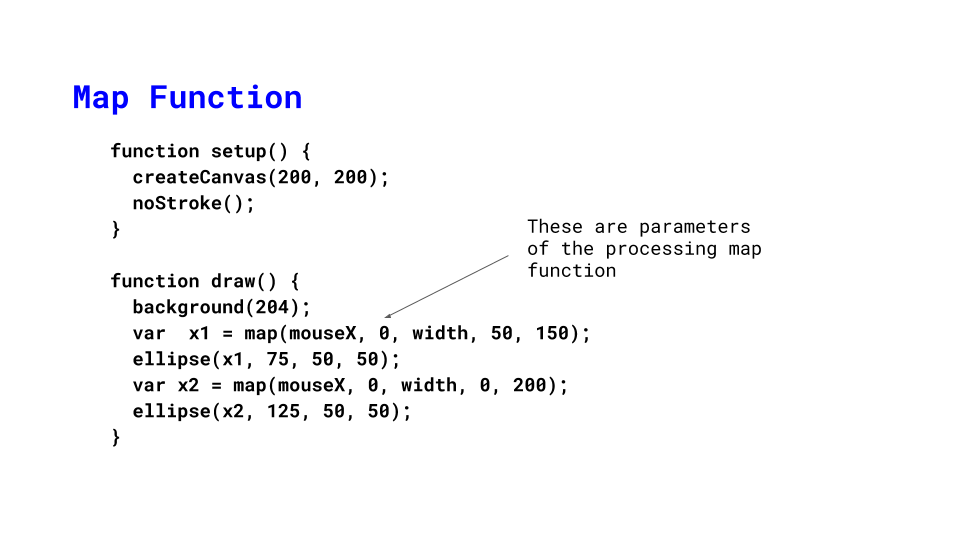 Map Function
function setup() {
  createCanvas(200, 200);
  noStroke();
}
These are parameters
of the processing map
function
function draw() {
  background(204);
  var  x1 = map(mouseX, 0, width, 50, 150);
  ellipse(x1, 75, 50, 50);
  var x2 = map(mouseX, 0, width, 0, 200);
  ellipse(x2, 125, 50, 50);
}